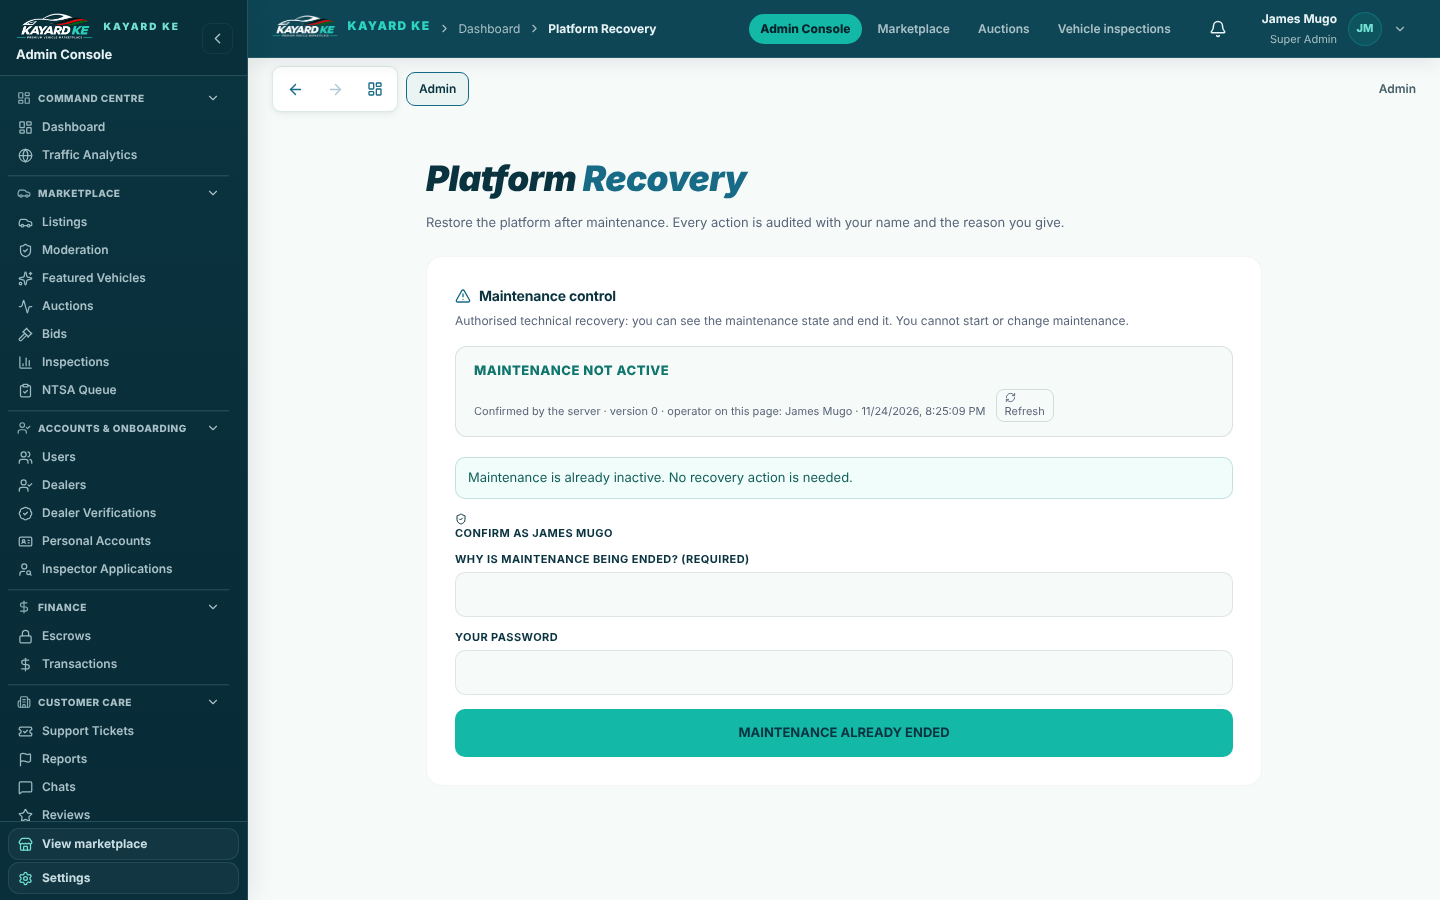 KAYARD KE
PREMIUM VEHICLE MARKETPLACE
KAYARD KE
Admin Console
COMMAND CENTRE
Dashboard
Traffic Analytics
MARKETPLACE
Listings
Moderation
Featured Vehicles
Auctions
Bids
Inspections
NTSA Queue
ACCOUNTS & ONBOARDING
Users
Dealers
Dealer Verifications
Personal Accounts
Inspector Applications
FINANCE
Escrows
Transactions
CUSTOMER CARE
Support Tickets
Reports
Chats
Reviews
View marketplace
Settings
KAYARD KE
KAYARD KE
Dashboard
Platform Recovery
Admin Console
Marketplace
Auctions
Vehicle inspections
James Mugo
Super Admin
JM
Admin
Admin
Platform Recovery
Restore the platform after maintenance. Every action is audited with your name and the reason you give.
Maintenance control
Authorised technical recovery: you can see the maintenance state and end it. You cannot start or change maintenance.
MAINTENANCE NOT ACTIVE
Confirmed by the server · version 0 · operator on this page: James Mugo · 11/24/2026, 8:25:09 PM
Refresh
Maintenance is already inactive. No recovery action is needed.
CONFIRM AS JAMES MUGO
WHY IS MAINTENANCE BEING ENDED? (REQUIRED)
YOUR PASSWORD
MAINTENANCE ALREADY ENDED